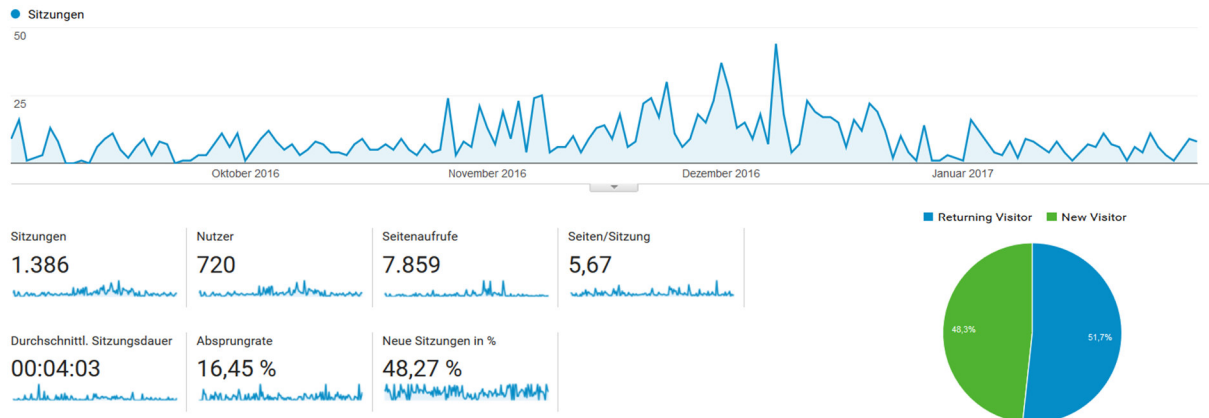 Sitzungen
50
25
Oktober 2016 November 2016 Dezember 2016 Januar 2017
Returning Visitor New Visitor
Sitzungen Nutzer Seitenaufrufe Seiten/Sitzung
1.386 720 7.859 5,67
48,3% 51,7%
Durchschnittl. Sitzungsdauer Absprungrate Neue Sitzungen in %
00:04:03 16,45 % 48,27 %